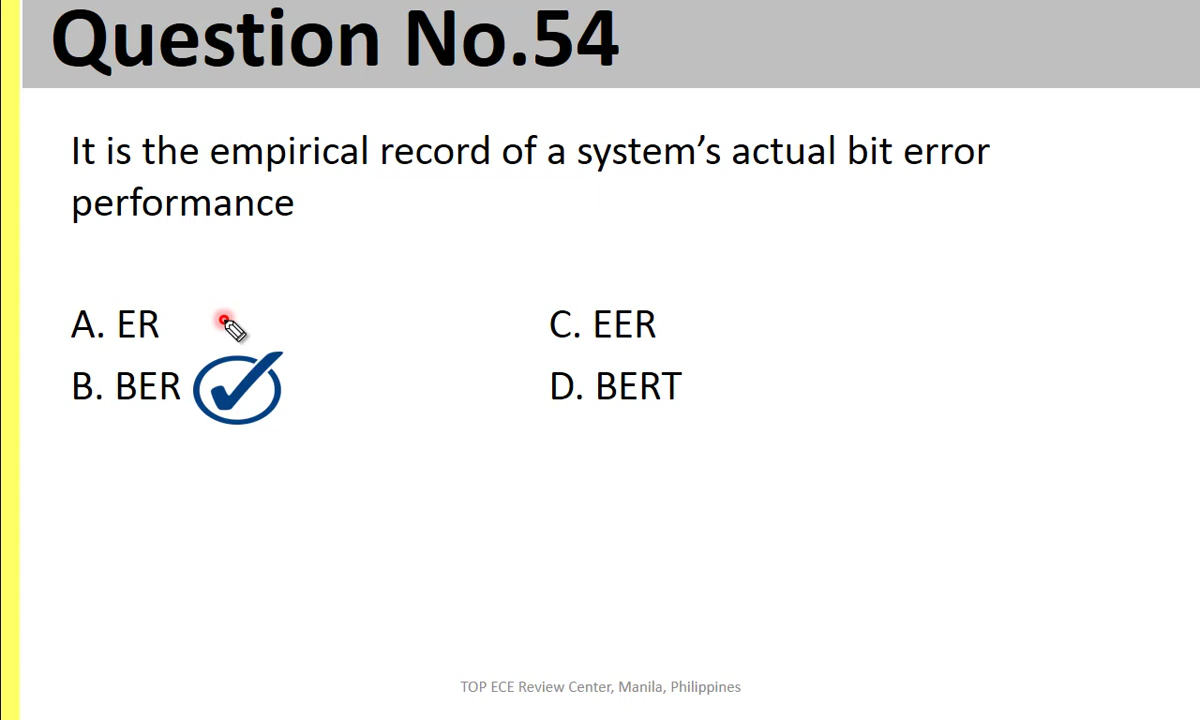 Question No.54
It is the empirical record of a system’s actual bit error
performance
A. ER
C. EER
B. BER
D. BERT
TOP ECE Review Center, Manila, Philippines